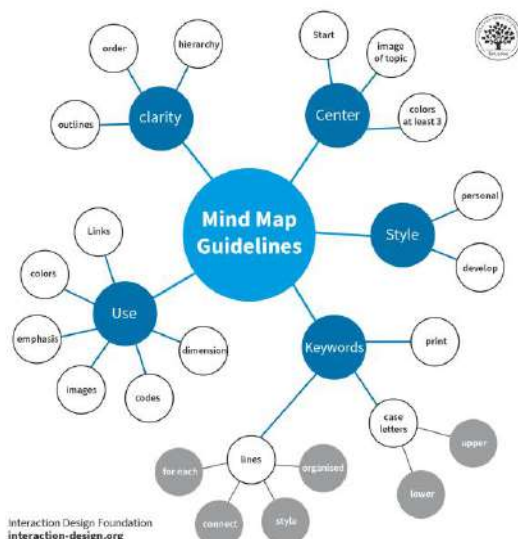 order
hierarchy
outlines
clarity
Start
image
of topic
colors
at least 3
Center
Mind Map
Guidelines
personal
develop
Style
Links
colors
emphasis
images
codes
dimension
Use
Keywords
print
case
letters
upper
lower
lines
for each
connect
style
organised
Interaction Design Foundation
interaction-design.org